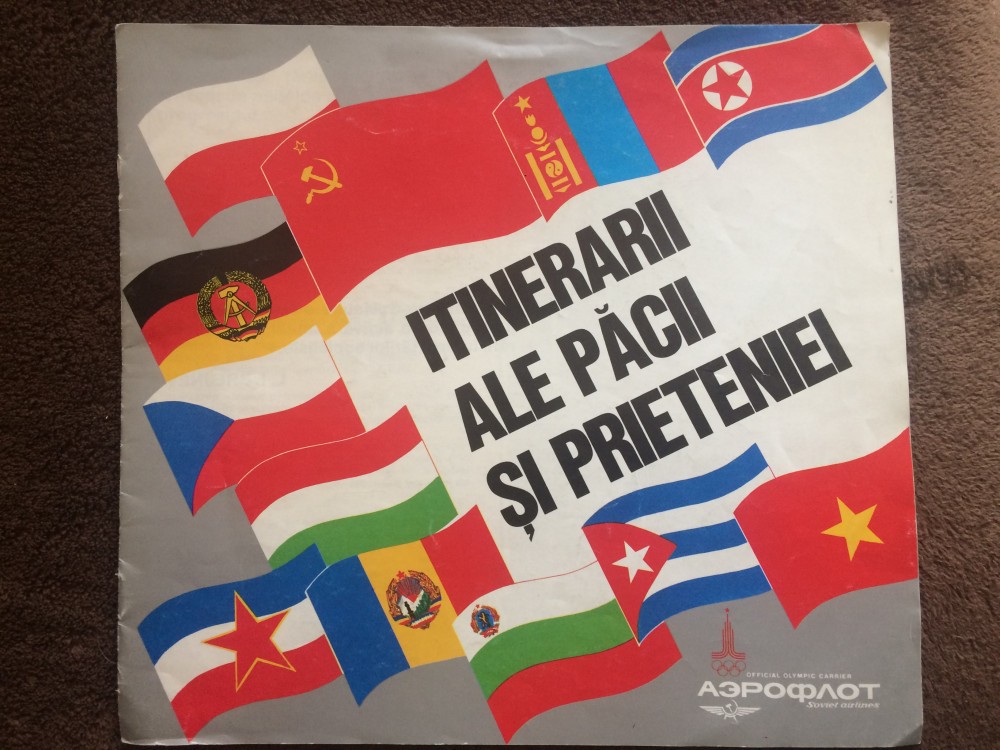 ITINERARII
ALE PĂCII
ȘI PRIETENIEI
OFFICIAL OLYMPIC CARRIER
АЭРОФЛОТ
Soviet airlines